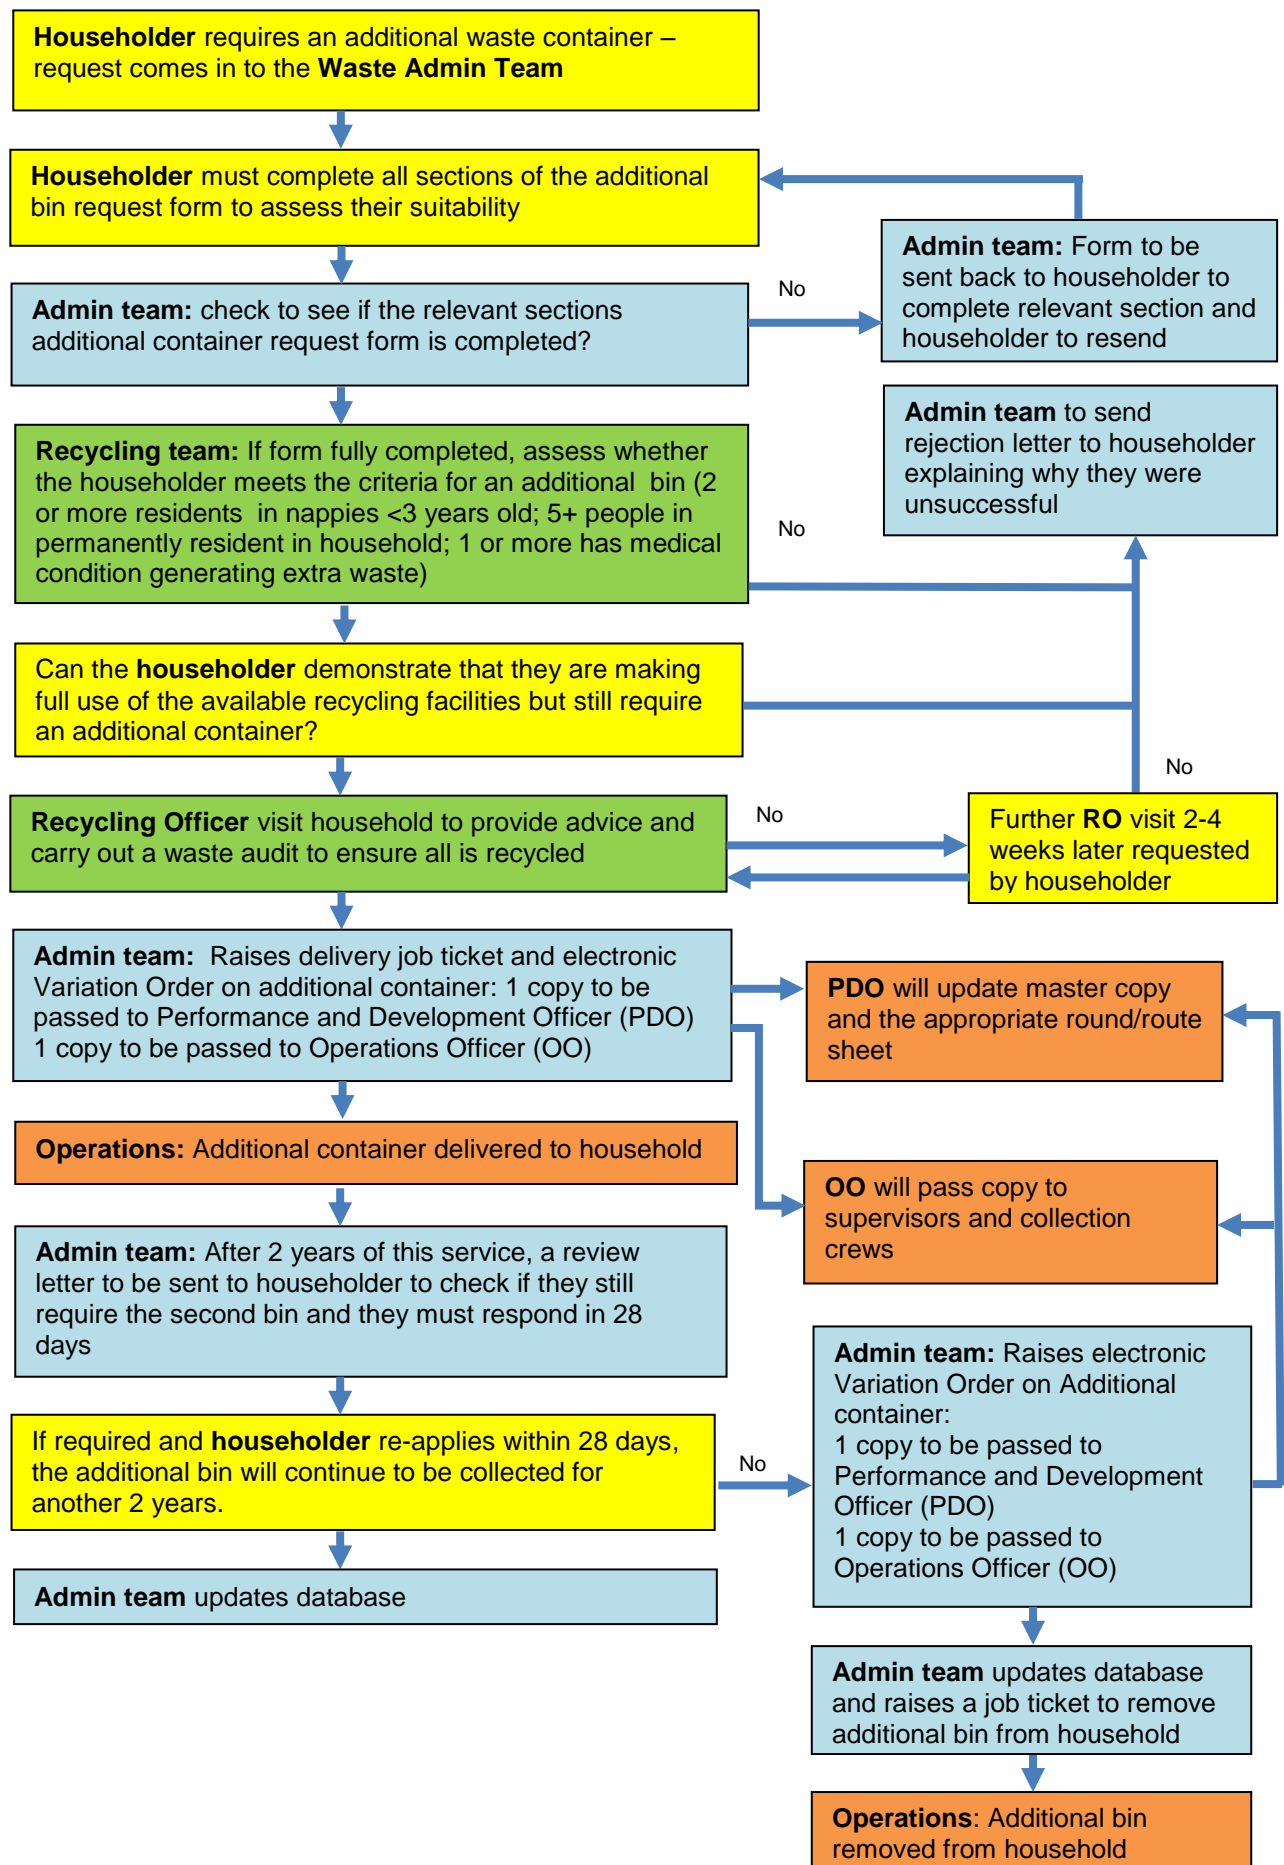 Householder requires an additional waste container –
request comes in to the Waste Admin Team
Householder must complete all sections of the additional
bin request form to assess their suitability
Admin team: Form to be
sent back to householder to
complete relevant section and
householder to resend
No
Admin team: check to see if the relevant sections
additional container request form is completed?
Admin team to send
rejection letter to householder
explaining why they were
unsuccessful
Recycling team: If form fully completed, assess whether
the householder meets the criteria for an additional bin (2
or more residents in nappies <3 years old; 5+ people in
permanently resident in household; 1 or more has medical
condition generating extra waste)
No
Can the householder demonstrate that they are making
full use of the available recycling facilities but still require
an additional container?
No
Recycling Officer visit household to provide advice and
carry out a waste audit to ensure all is recycled
No
Further RO visit 2-4
weeks later requested
by householder
Admin team: Raises delivery job ticket and electronic
Variation Order on additional container: 1 copy to be
passed to Performance and Development Officer (PDO)
1 copy to be passed to Operations Officer (OO)
PDO will update master copy
and the appropriate round/route
sheet
Operations: Additional container delivered to household
OO will pass copy to
supervisors and collection
crews
Admin team: After 2 years of this service, a review
letter to be sent to householder to check if they still
require the second bin and they must respond in 28
days
Admin team: Raises electronic
Variation Order on Additional
container:
1 copy to be passed to
Performance and Development
Officer (PDO)
1 copy to be passed to
Operations Officer (OO)
If required and householder re-applies within 28 days,
the additional bin will continue to be collected for
another 2 years.
No
Admin team updates database
Admin team updates database
and raises a job ticket to remove
additional bin from household
Operations: Additional bin
removed from household